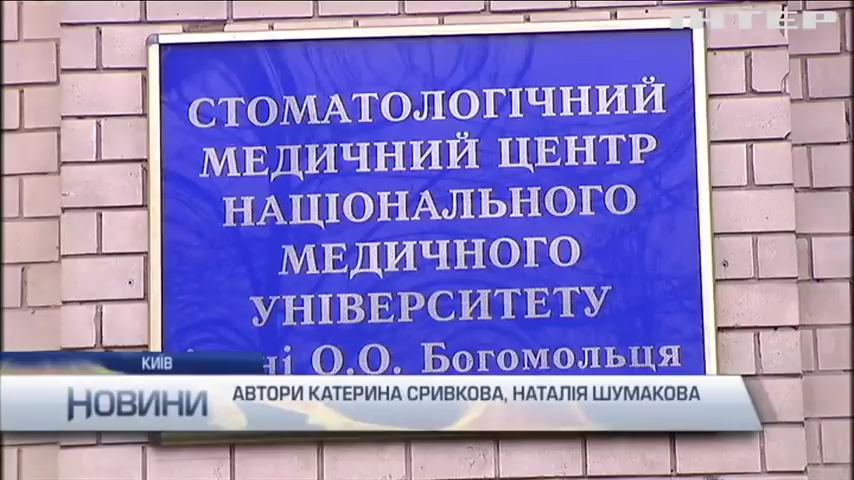 ІНТЕР
СТОМАТОЛОГІЧНИЙ
МЕДИЧНИЙ ЦЕНТР
НАЦІОНАЛЬНОГО
МЕДИЧНОГО
УНІВЕРСИТЕТУ
О.О. Богомольця
КИЇВ
НОВИНИ
АВТОРИ КАТЕРИНА СРИВКОВА, НАТАЛІЯ ШУМАКОВА